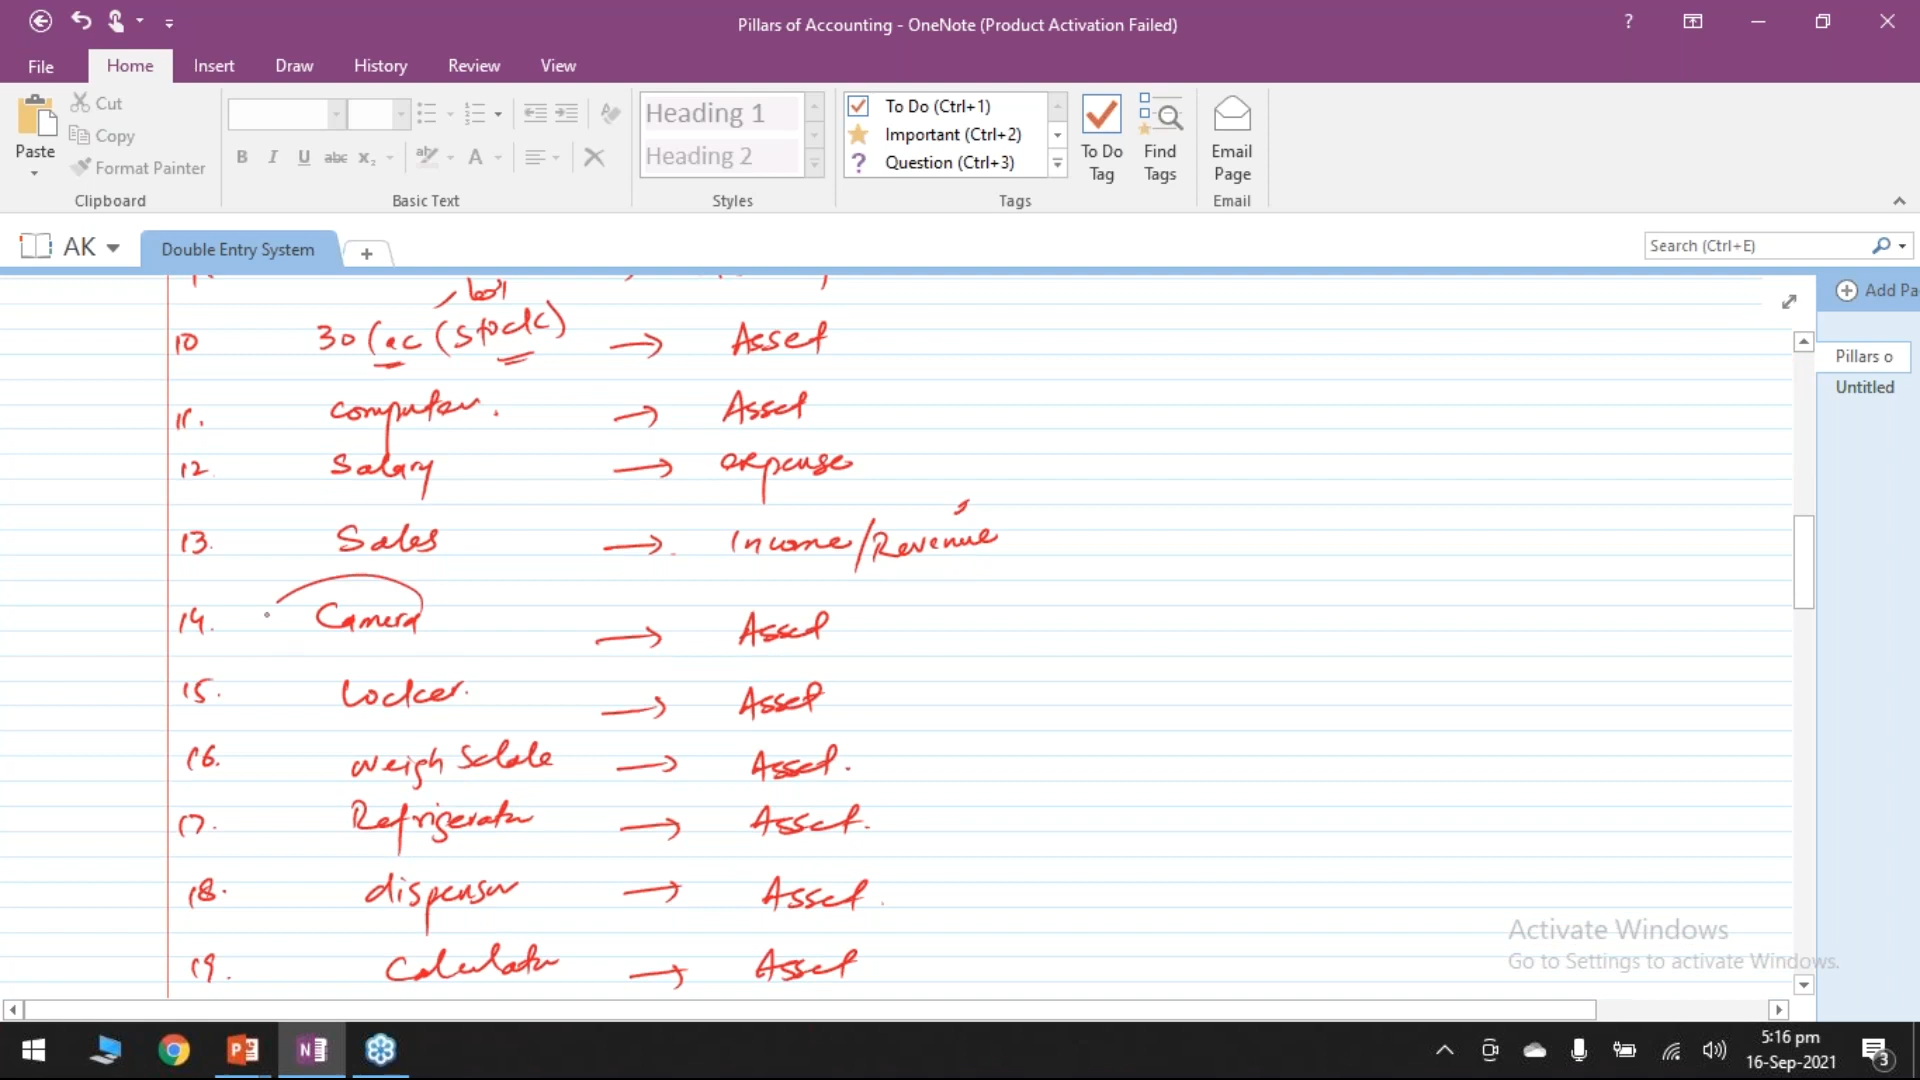 Pillars of Accounting - OneNote (Product Activation Failed)
?
File Home Insert Draw History Review View
Paste
Cut
Copy
Format Painter
Clipboard
B I U abc X₂ ab A
Basic Text
Heading 1
Heading 2
Styles
To Do (Ctrl+1)
Important (Ctrl+2)
Question (Ctrl+3)
To Do
Tag
Find
Tags
Tags
Email
Page
Email
AK
Double Entry System
+
Search (Ctrl+E)
Add Pa
Pillars o
Untitled
10 30 (ac (Stock) → Asset
11. Computer. → Asset
12 Salary → expense
13. Sales → Income/Revenue
14. Camera → Asset
15. Locker. → Asset
16. weigh Scale → Asset.
17. Refrigerator → Asset.
18. dispenser → Asset.
19. Calculator → Asset
Activate Windows
Go to Settings to activate Windows.
5:16 pm
16-Sep-2021
3